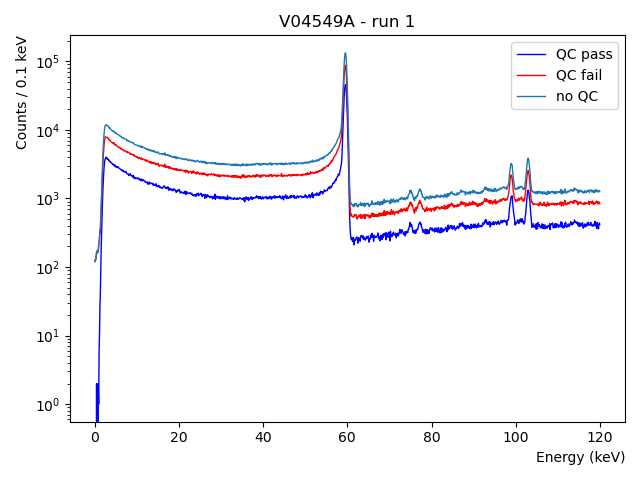 V04549A - run 1
Counts / 0.1 keV
10^5
10^4
10^3
10^2
10^1
10^0
QC pass
QC fail
no QC
0 20 40 60 80 100 120
Energy (keV)